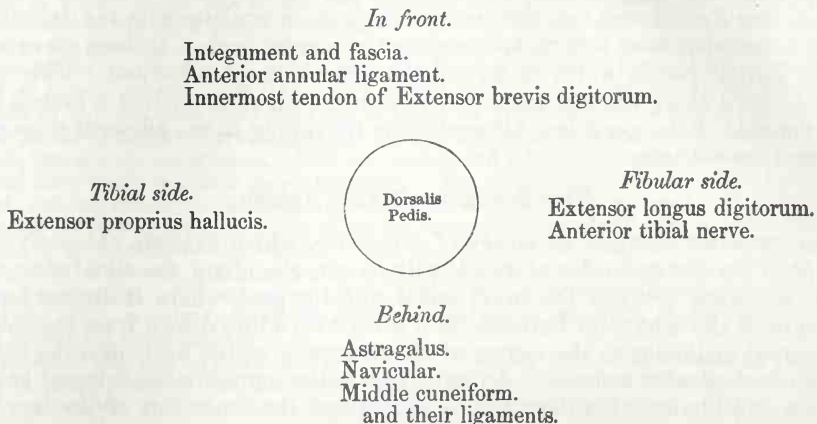 In front.
Integument and fascia.
Anterior annular ligament.
Innermost tendon of Extensor brevis digitorum.
Tibial side.
Extensor proprius hallucis.
Dorsalis
Pedis.
Fibular side.
Extensor longus digitorum.
Anterior tibial nerve.
Behind.
Astragalus.
Navicular.
Middle cuneiform.
and their ligaments.